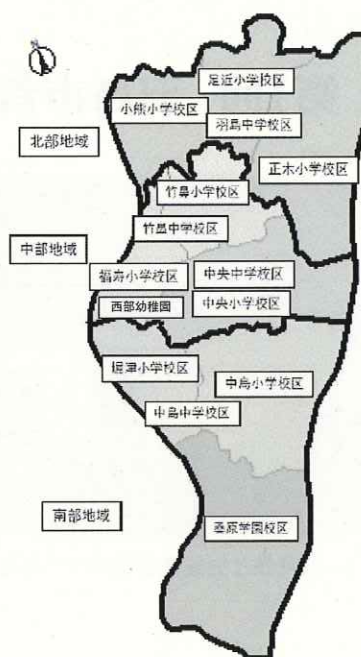 足近小学校区
小熊小学校区
羽島中学校区
北部地域
正木小学校区
竹鼻小学校区
竹鼻中学校区
中部地域
福寿小学校区
中央中学校区
西部幼稚園
中央小学校区
堀津小学校区
中島小学校区
中島中学校区
南部地域
桑原学園校区